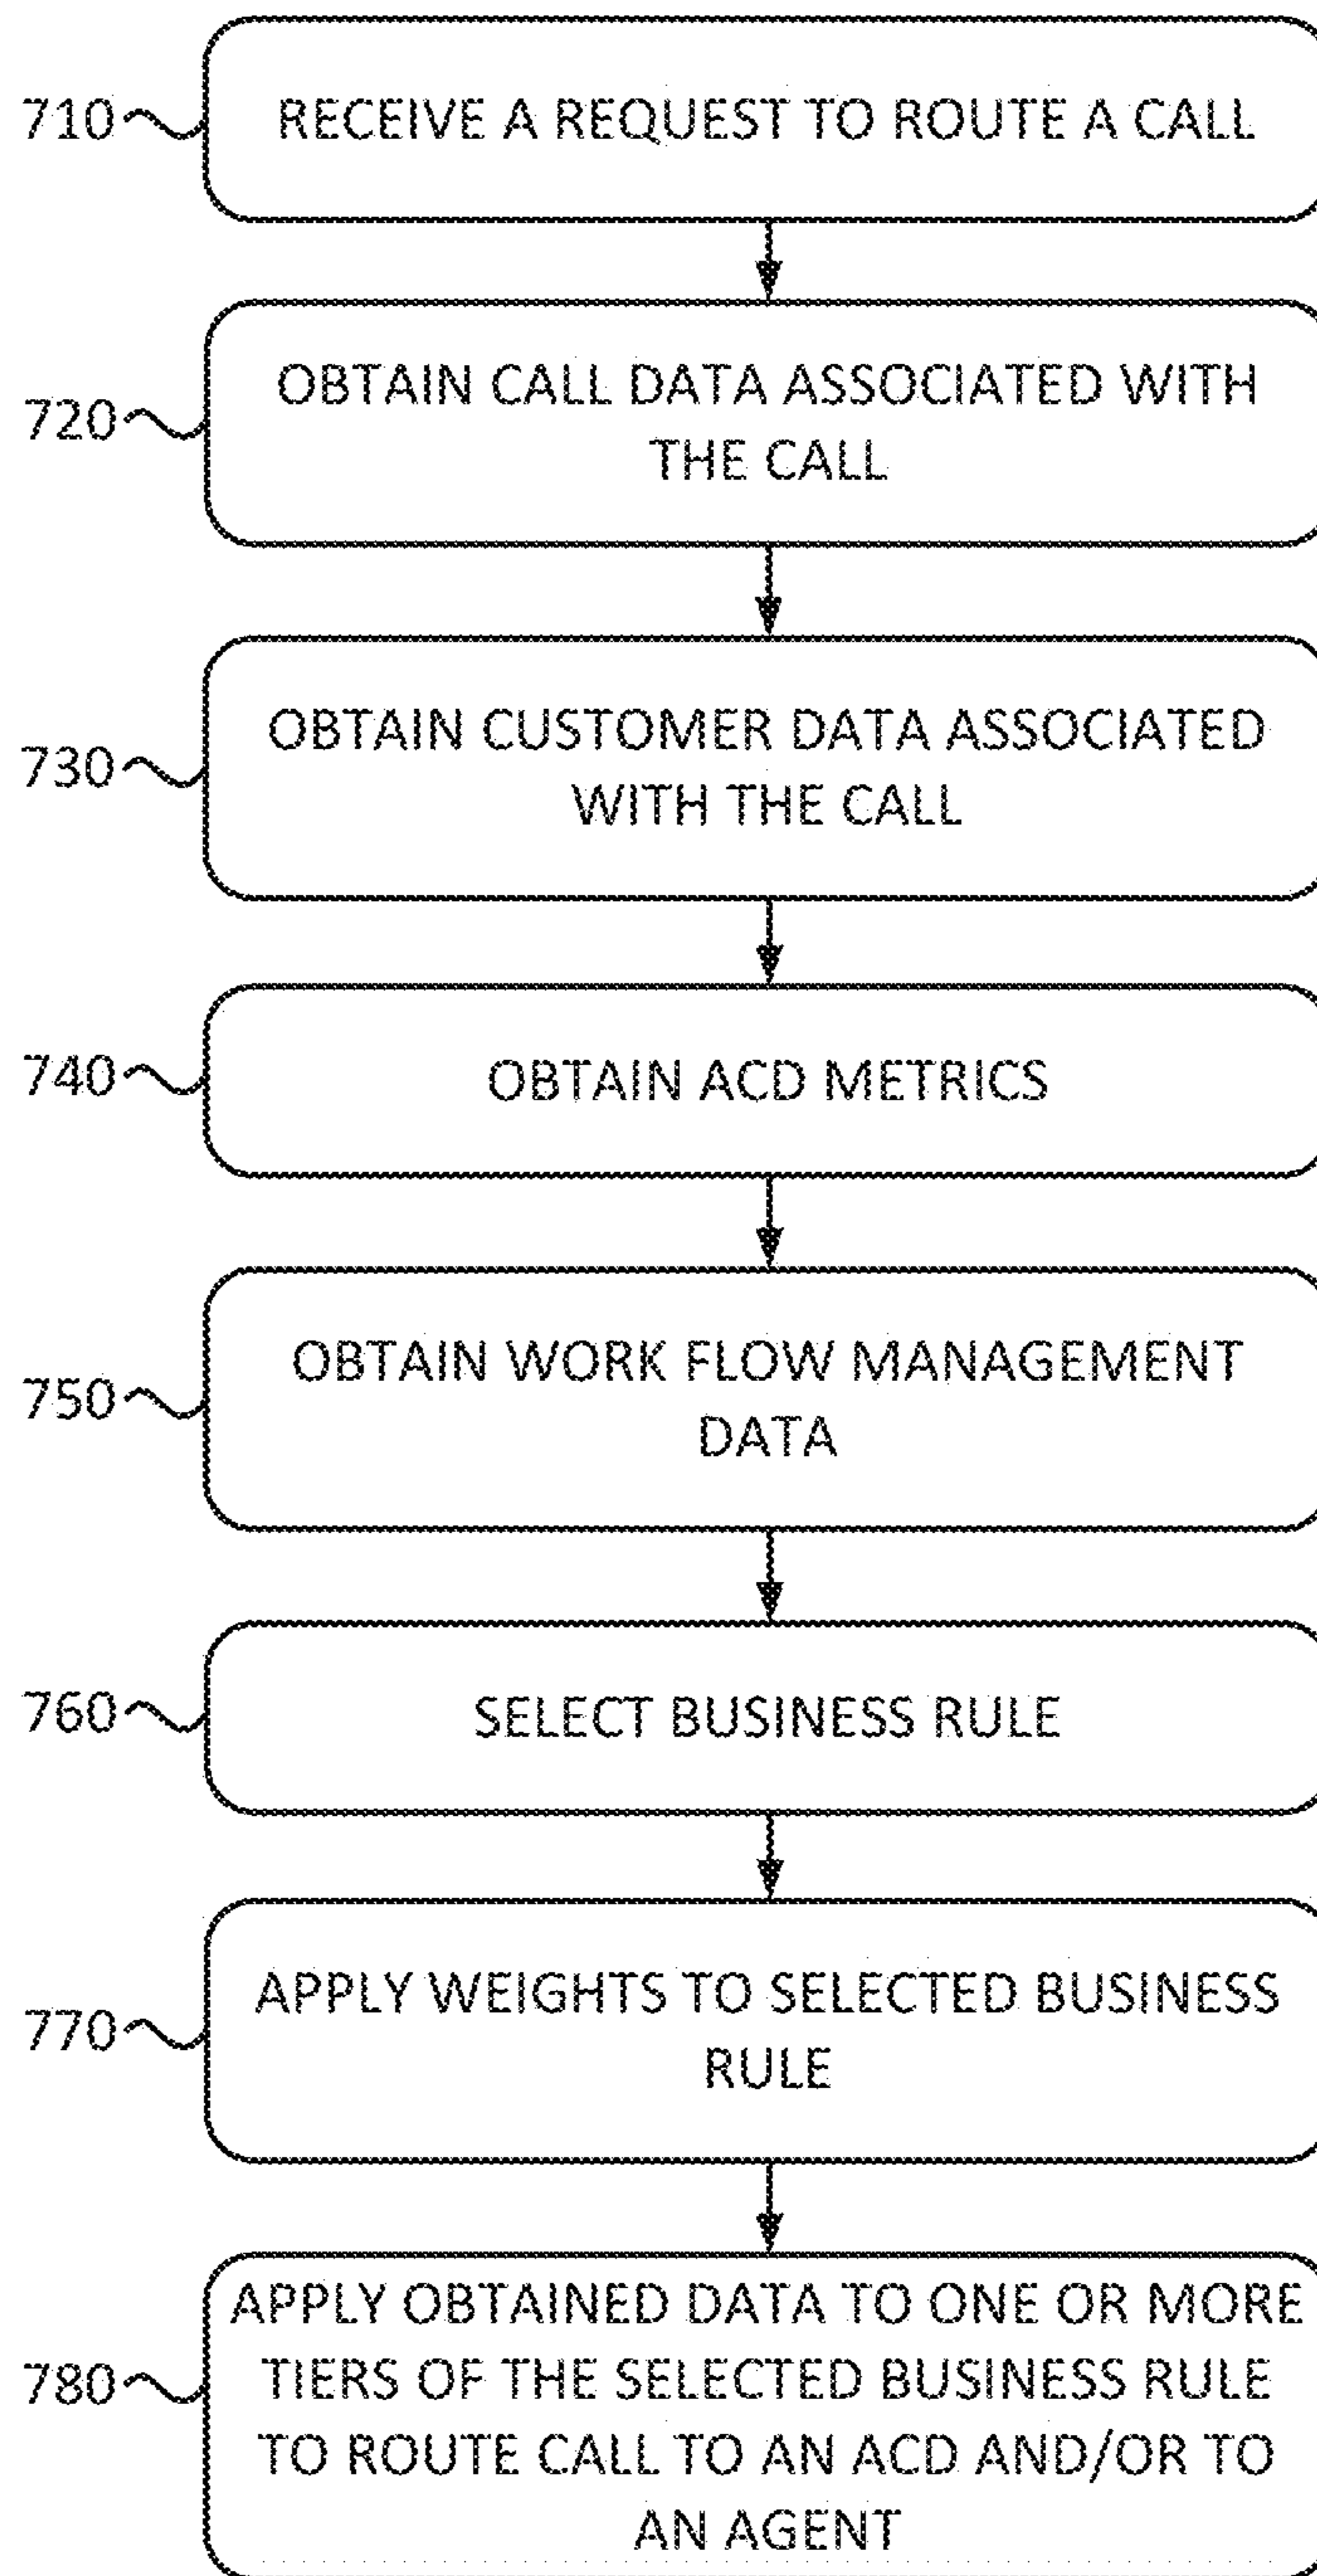 710
RECEIVE A REQUEST TO ROUTE A CALL
720
OBTAIN CALL DATA ASSOCIATED WITH
THE CALL
730
OBTAIN CUSTOMER DATA ASSOCIATED
WITH THE CALL
740
OBTAIN ACD METRICS
750
OBTAIN WORK FLOW MANAGEMENT
DATA
760
SELECT BUSINESS RULE
770
APPLY WEIGHTS TO SELECTED BUSINESS
RULE
780
APPLY OBTAINED DATA TO ONE OR MORE
TIERS OF THE SELECTED BUSINESS RULE
TO ROUTE CALL TO AN ACD AND/OR TO
AN AGENT